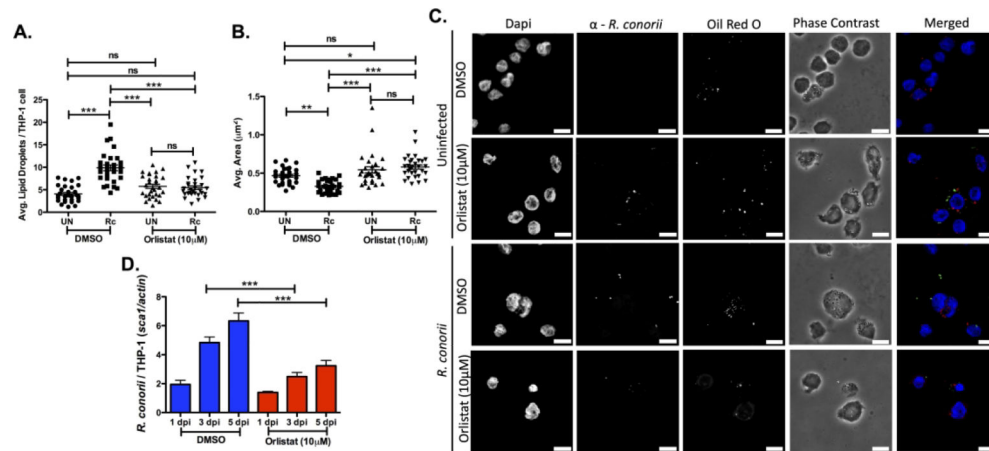 A.
ns
ns
***
***
***
ns
Avg. Lipid Droplets / THP-1 cell
25
20
15
10
5
0
UN Rc UN Rc
DMSO Orlistat (10μM)
B.
ns
*
***
***
**
ns
Avg. Area (μm²)
1.5
1.0
0.5
0.0
UN Rc UN Rc
DMSO Orlistat (10μM)
C.
Dapi α - R. conorii Oil Red O Phase Contrast Merged
Uninfected
DMSO
Orlistat (10μM)
R. conorii
DMSO
Orlistat (10μM)
D.
***
***
R. conorii / THP-1 (sca1/actin)
8
6
4
2
0
1 dpi 3 dpi 5 dpi 1 dpi 3 dpi 5 dpi
DMSO Orlistat (10μM)